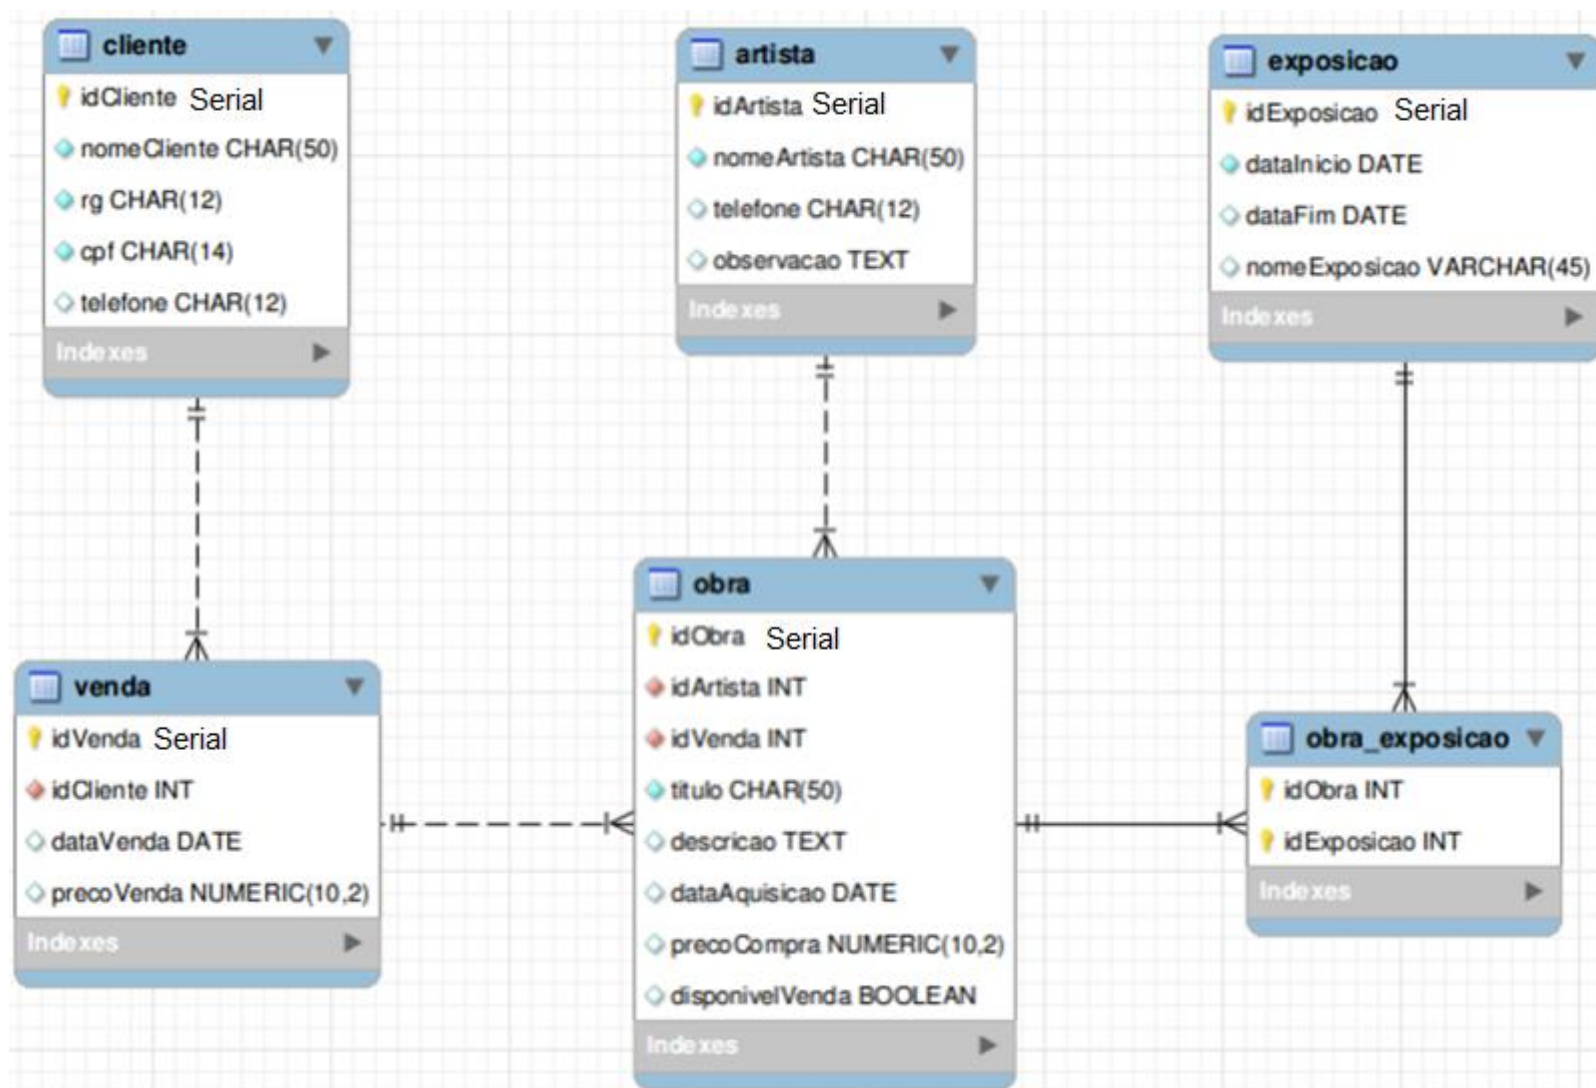 cliente
idCliente Serial
nomeCliente CHAR(50)
rg CHAR(12)
cpf CHAR(14)
telefone CHAR(12)
Indexes
artista
idArtista Serial
nomeArtista CHAR(50)
telefone CHAR(12)
observacao TEXT
Indexes
exposicao
idExposicao Serial
dataInicio DATE
dataFim DATE
nomeExposicao VARCHAR(45)
Indexes
venda
idVenda Serial
idCliente INT
dataVenda DATE
precoVenda NUMERIC(10,2)
Indexes
obra
idObra Serial
idArtista INT
idVenda INT
titulo CHAR(50)
descricao TEXT
dataAquisicao DATE
precoCompra NUMERIC(10,2)
disponivelVenda BOOLEAN
Indexes
obra_exposicao
idObra INT
idExposicao INT
Indexes